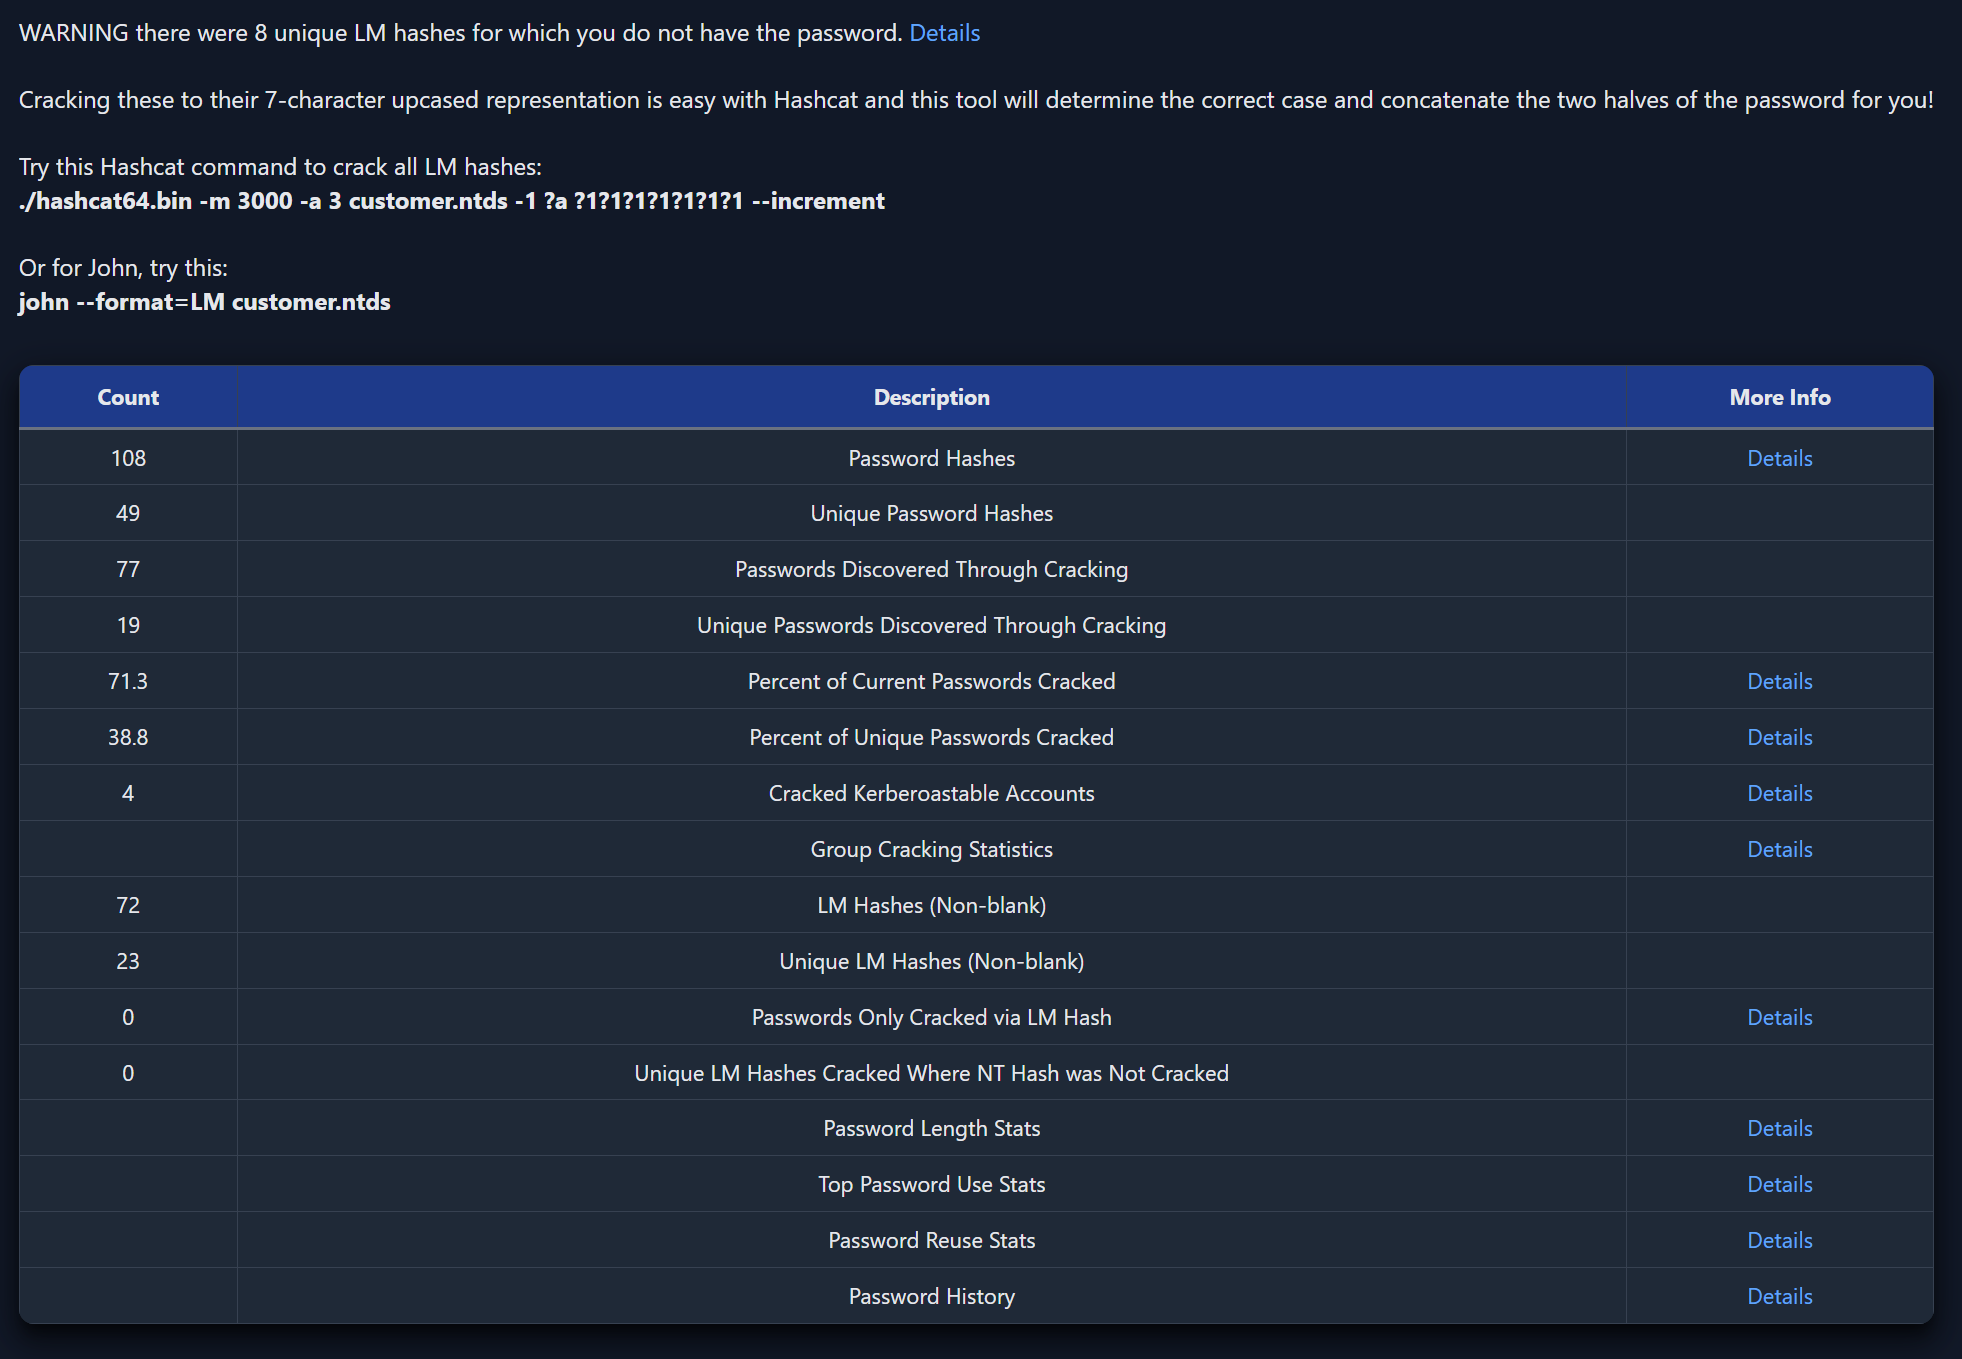 WARNING there were 8 unique LM hashes for which you do not have the password. Details
Cracking these to their 7-character upcased representation is easy with Hashcat and this tool will determine the correct case and concatenate the two halves of the password for you!
Try this Hashcat command to crack all LM hashes:
./hashcat64.bin -m 3000 -a 3 customer.ntds -1 ?a ?1?1?1?1?1?1?1 --increment
Or for John, try this:
john --format=LM customer.ntds
Count Description More Info
108 Password Hashes Details
49 Unique Password Hashes
77 Passwords Discovered Through Cracking
19 Unique Passwords Discovered Through Cracking
71.3 Percent of Current Passwords Cracked Details
38.8 Percent of Unique Passwords Cracked Details
4 Cracked Kerberoastable Accounts Details
Group Cracking Statistics Details
72 LM Hashes (Non-blank)
23 Unique LM Hashes (Non-blank)
0 Passwords Only Cracked via LM Hash Details
0 Unique LM Hashes Cracked Where NT Hash was Not Cracked
Password Length Stats Details
Top Password Use Stats Details
Password Reuse Stats Details
Password History Details